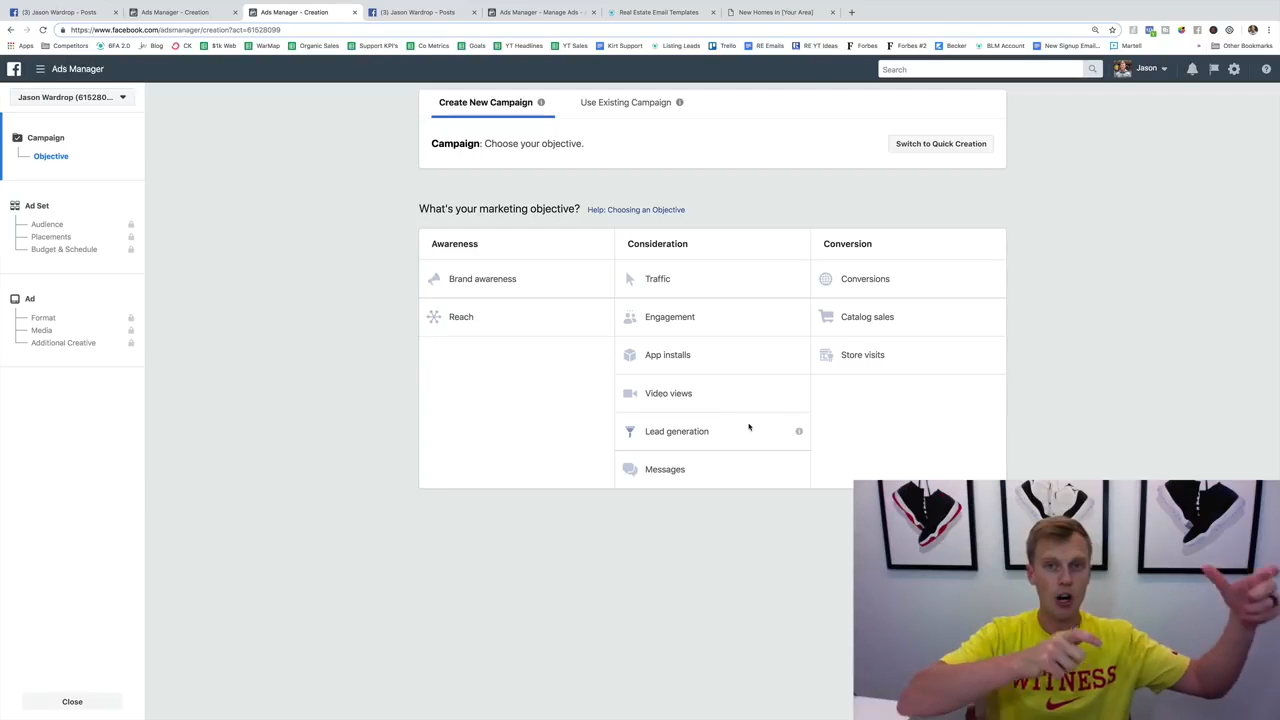 (3) Jason Wardrop - Posts
Ads Manager - Creation
Ads Manager - Creation
(3) Jason Wardrop - Posts
Ads Manager - Manage Ads -
Real Estate Email Templates
New Homes in [Your Area]
https://www.facebook.com/adsmanager/creation?act=61528099
Apps
Competitors
6FA 2.0
Blog
CK
$1k Web
WarMap
Organic Sales
Support KPI's
Co Metrics
Goals
YT Headlines
YT Sales
Kirt Support
Listing Leads
Trello
RE Emails
RE YT Ideas
Forbes
Forbes #2
Becker
BLM Account
New Signup Email...
Martell
»
Other Bookmarks
Ads Manager
Search
Jason
Jason Wardrop (615280...
Create New Campaign
Use Existing Campaign
Campaign
Objective
Campaign: Choose your objective.
Switch to Quick Creation
Ad Set
Audience
Placements
Budget & Schedule
Ad
Format
Media
Additional Creative
Close
What's your marketing objective?
Help: Choosing an Objective
Awareness
Consideration
Conversion
Brand awareness
Traffic
Conversions
Reach
Engagement
Catalog sales
App installs
Store visits
Video views
Lead generation
Messages
WITNESS